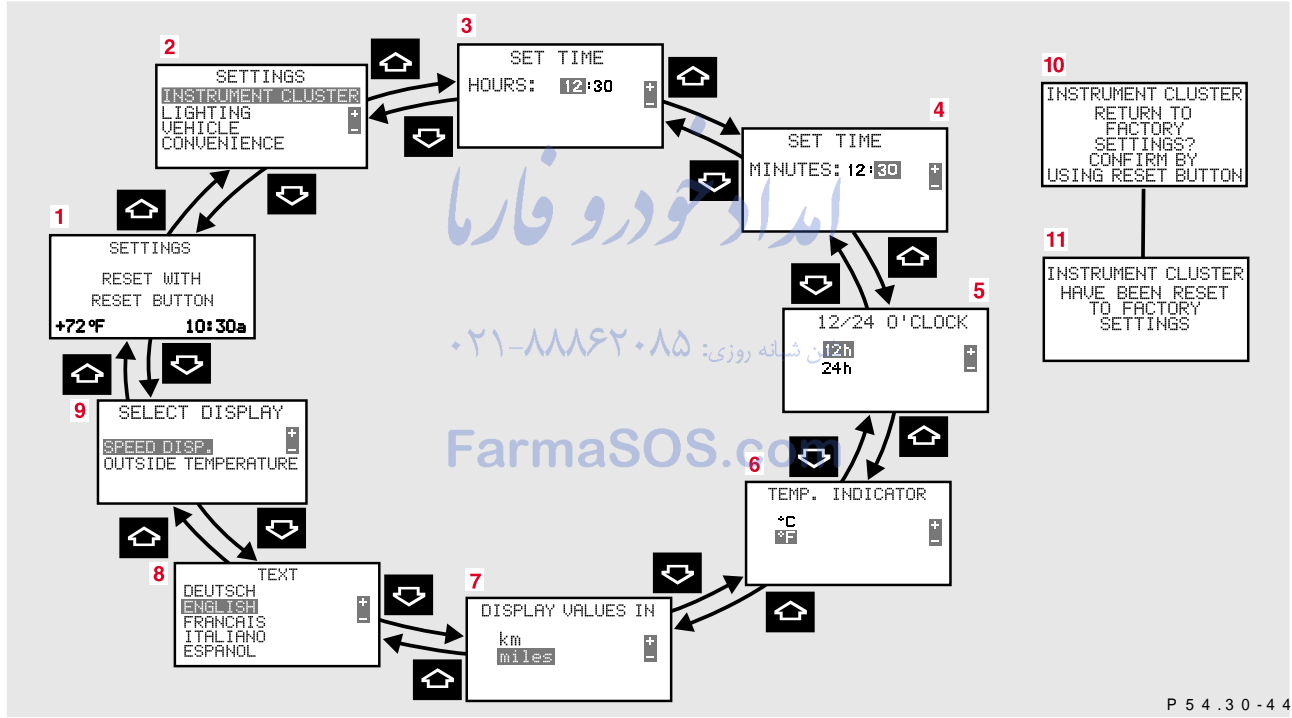 1
SETTINGS
RESET WITH
RESET BUTTON
+72°F 10:30a
2
SETTINGS
INSTRUMENT CLUSTER
LIGHTING
VEHICLE
CONVENIENCE
+
–
3
SET TIME
HOURS: 12:30
+
–
4
SET TIME
MINUTES: 12:30
+
–
5
12/24 O'CLOCK
12h
24h
+
–
6
TEMP. INDICATOR
°C
°F
+
–
7
DISPLAY VALUES IN
km
miles
+
–
8
TEXT
DEUTSCH
ENGLISH
FRANCAIS
ITALIANO
ESPANOL
+
–
9
SELECT DISPLAY
SPEED DISP.
OUTSIDE TEMPERATURE
+
–
10
INSTRUMENT CLUSTER
RETURN TO
FACTORY
SETTINGS?
CONFIRM BY
USING RESET BUTTON
11
INSTRUMENT CLUSTER
HAVE BEEN RESET
TO FACTORY
SETTINGS
امداد خودرو فارما
شبانه روزی: ۰۲۱-۸۸۸۶۲۰۸۵
FarmaSOS.com
P 54.30-44